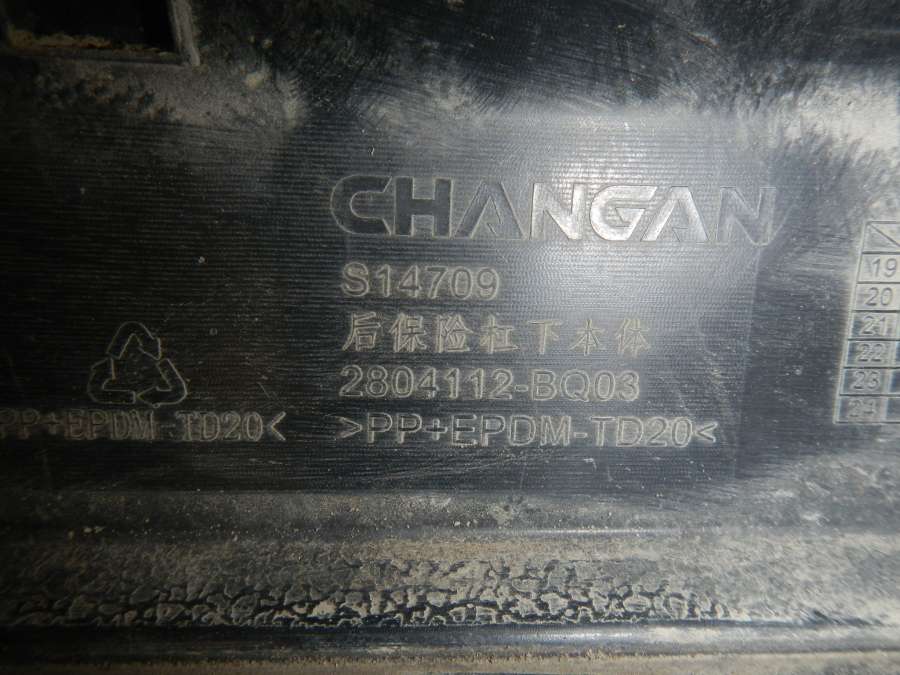 CHANGAN
S14709
后保险杠下本体
2804112-BQ03
PP+EPDM-TD20<
>PP+EPDM-TD20<
19
20
21
22
23